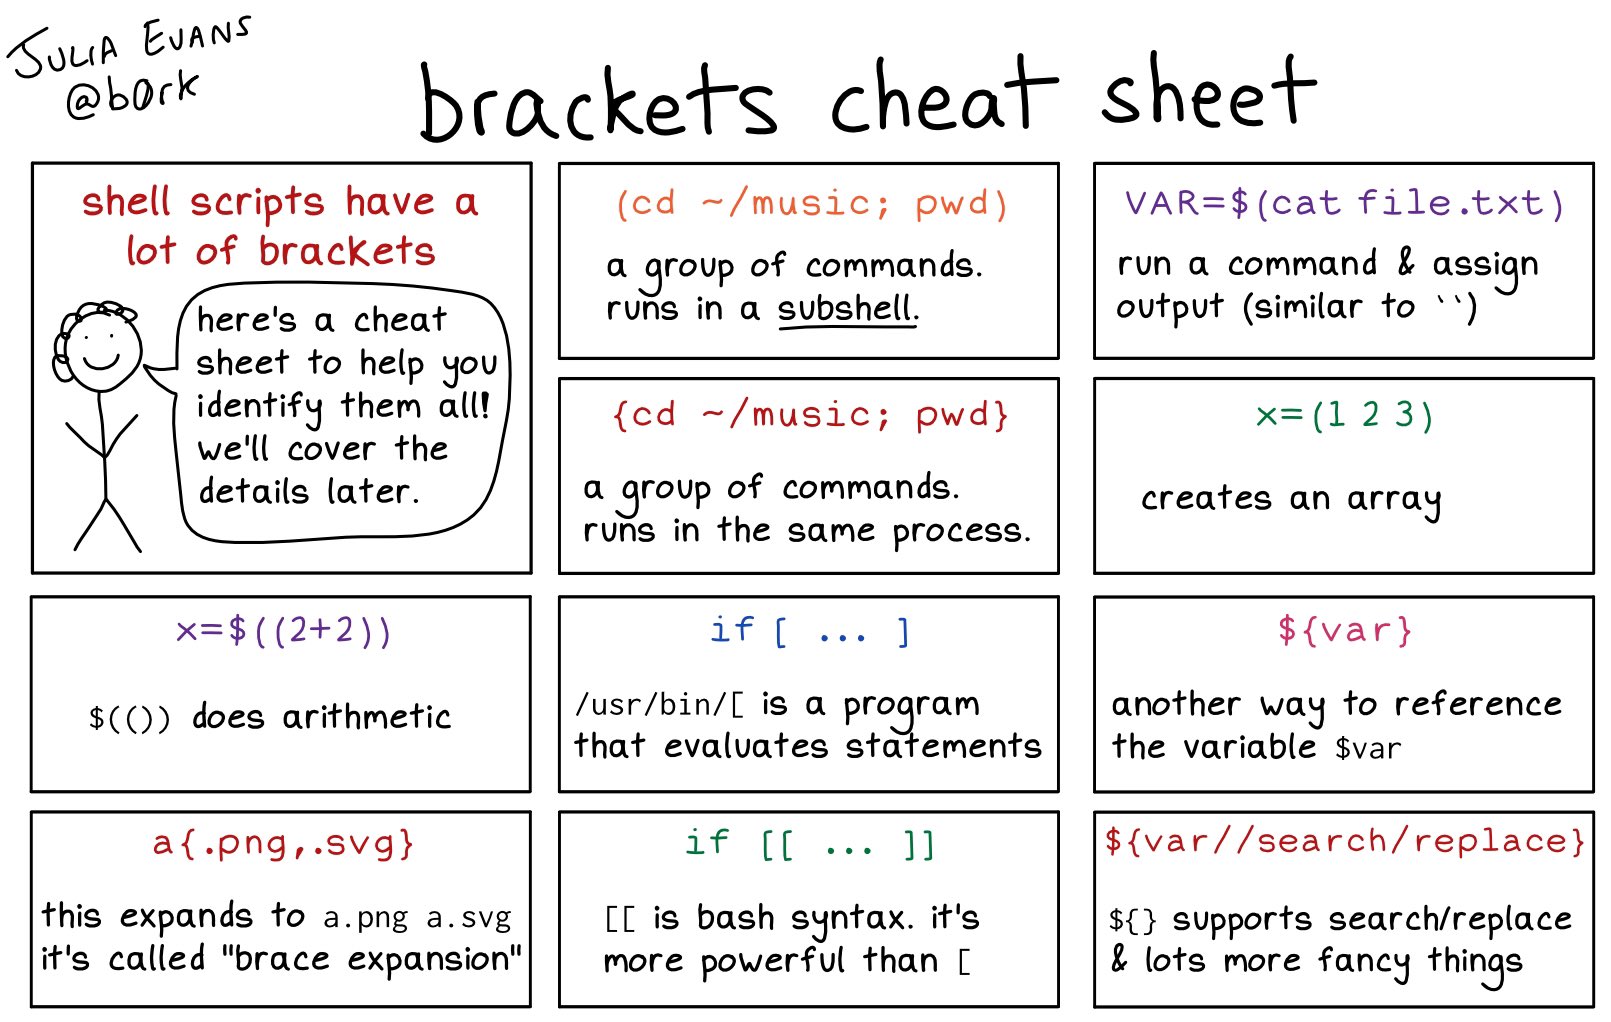 JULIA EVANS
@b0rk
brackets cheat sheet
shell scripts have a
lot of brackets
here's a cheat
sheet to help you
identify them all!
we'll cover the
details later.
(cd ~/music; pwd)
a group of commands.
runs in a subshell.
VAR=$(cat file.txt)
run a command & assign
output (similar to ``)
{cd ~/music; pwd}
a group of commands.
runs in the same process.
x=(1 2 3)
creates an array
x=$((2+2))
$(()) does arithmetic
if [ ... ]
/usr/bin/[ is a program
that evaluates statements
${var}
another way to reference
the variable $var
a{.png,.svg}
this expands to a.png a.svg
it's called "brace expansion"
if [[ ... ]]
[[ is bash syntax. it's
more powerful than [
${var//search/replace}
${} supports search/replace
& lots more fancy things